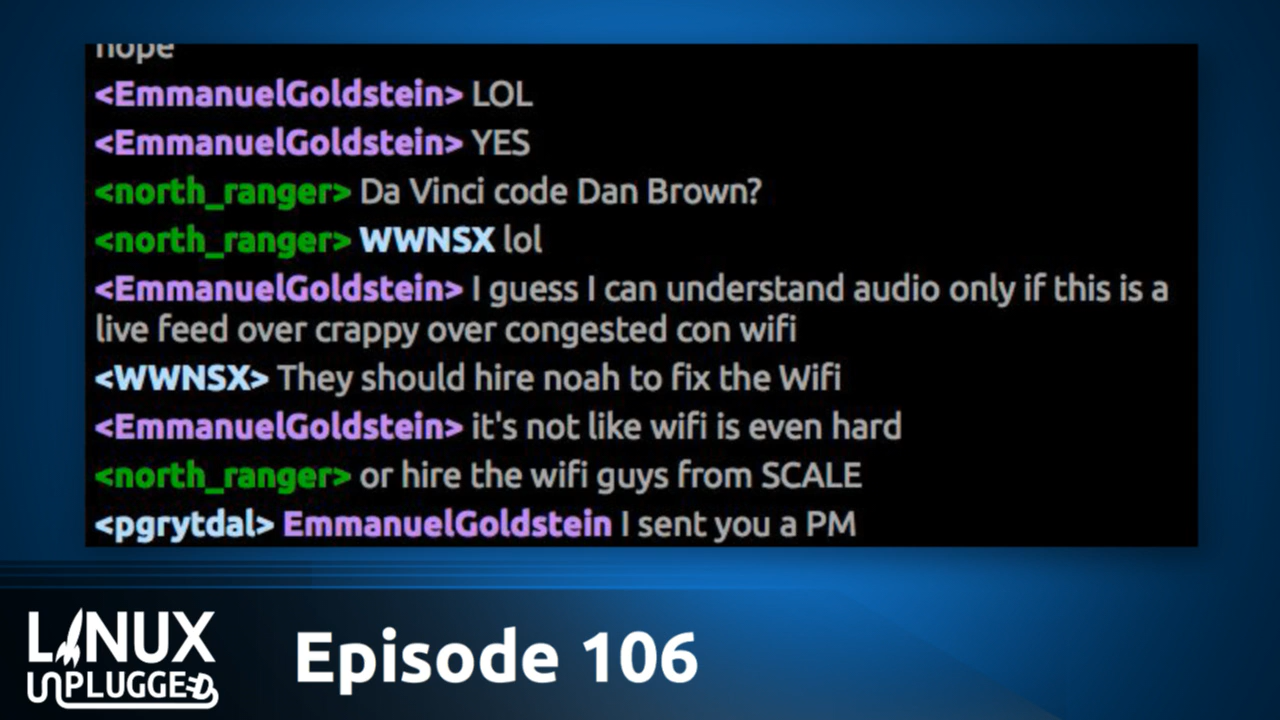 nope
<EmmanuelGoldstein> LOL
<EmmanuelGoldstein> YES
<north_ranger> Da Vinci code Dan Brown?
<north_ranger> WWNSX lol
<EmmanuelGoldstein> I guess I can understand audio only if this is a
live feed over crappy over congested con wifi
<WWNSX> They should hire noah to fix the Wifi
<EmmanuelGoldstein> it's not like wifi is even hard
<north_ranger> or hire the wifi guys from SCALE
<pgrytdal> EmmanuelGoldstein I sent you a PM
LINUX
UNPLUGGED
Episode 106